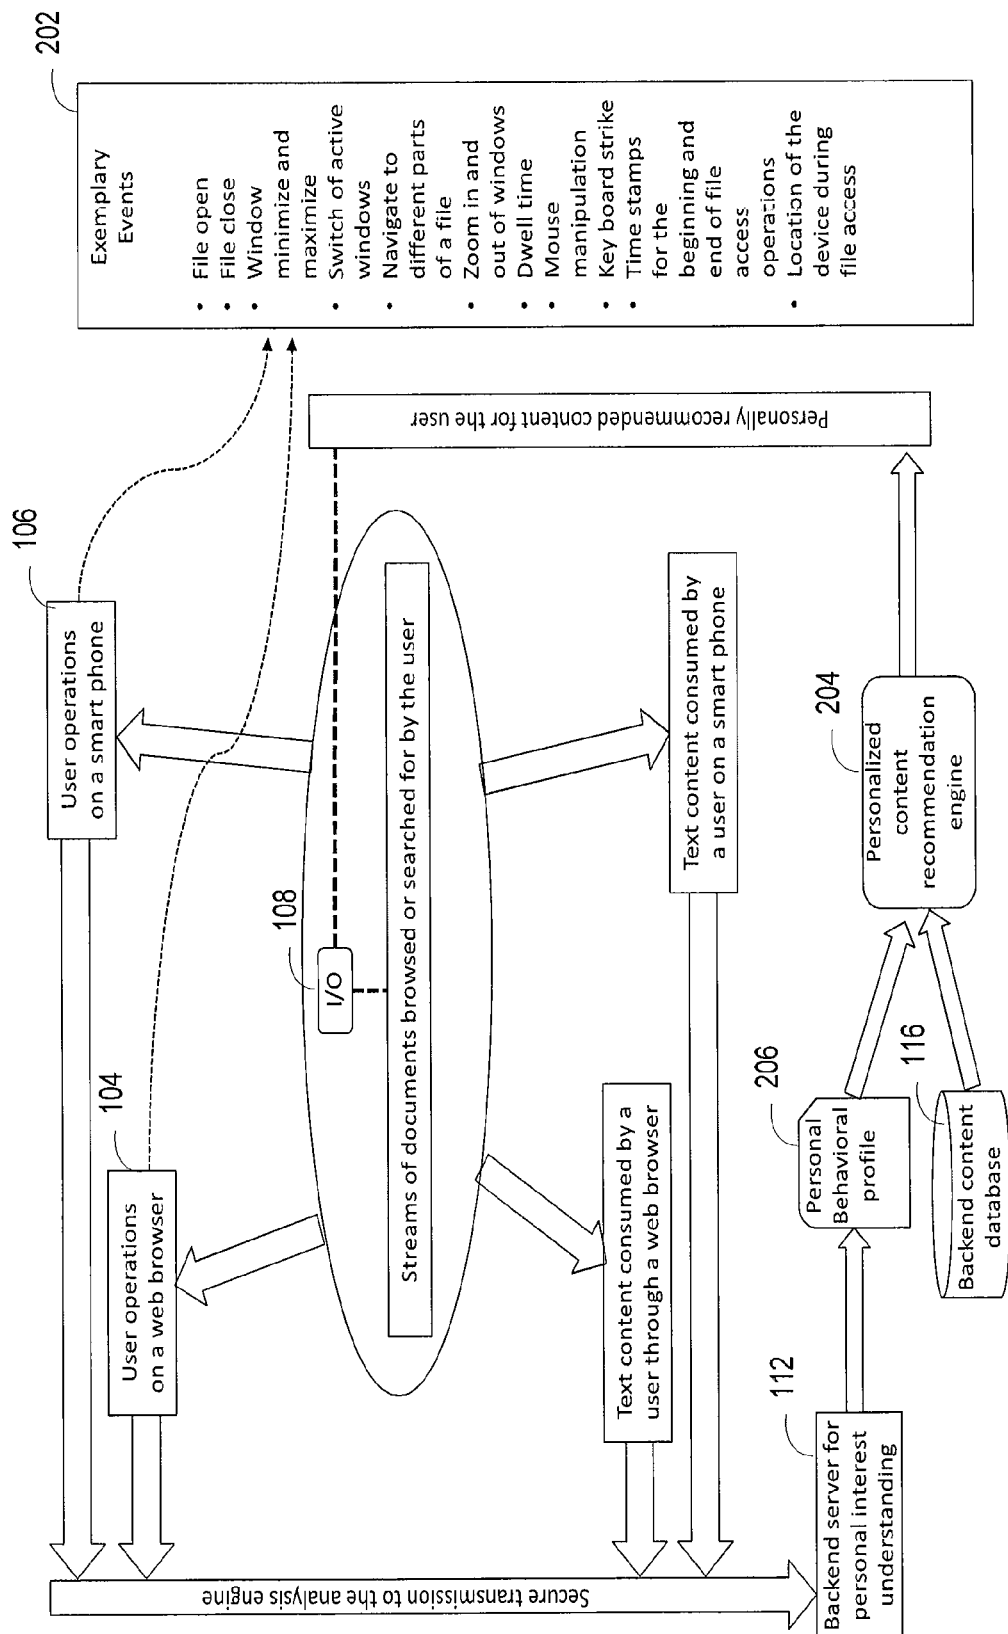 202
Exemplary
Events
• File open
• File close
• Window
minimize and
maximize
• Switch of active
windows
• Navigate to
different parts
of a file
• Zoom in and
out of windows
• Dwell time
• Mouse
manipulation
• Key board strike
• Time stamps
for the
beginning and
end of file
access
operations
• Location of the
device during
file access
106
User operations
on a smart phone
104
User operations
on a web browser
108
I/O
Streams of documents browsed or searched for by the user
Personally recommended content for the user
Text content consumed by a
user through a web browser
Text content consumed by
a user on a smart phone
Secure transmission to the analysis engine
112
Backend server for
personal interest
understanding
206
Personal
Behavioral
profile
116
Backend content
database
204
Personalized
content
recommendation
engine